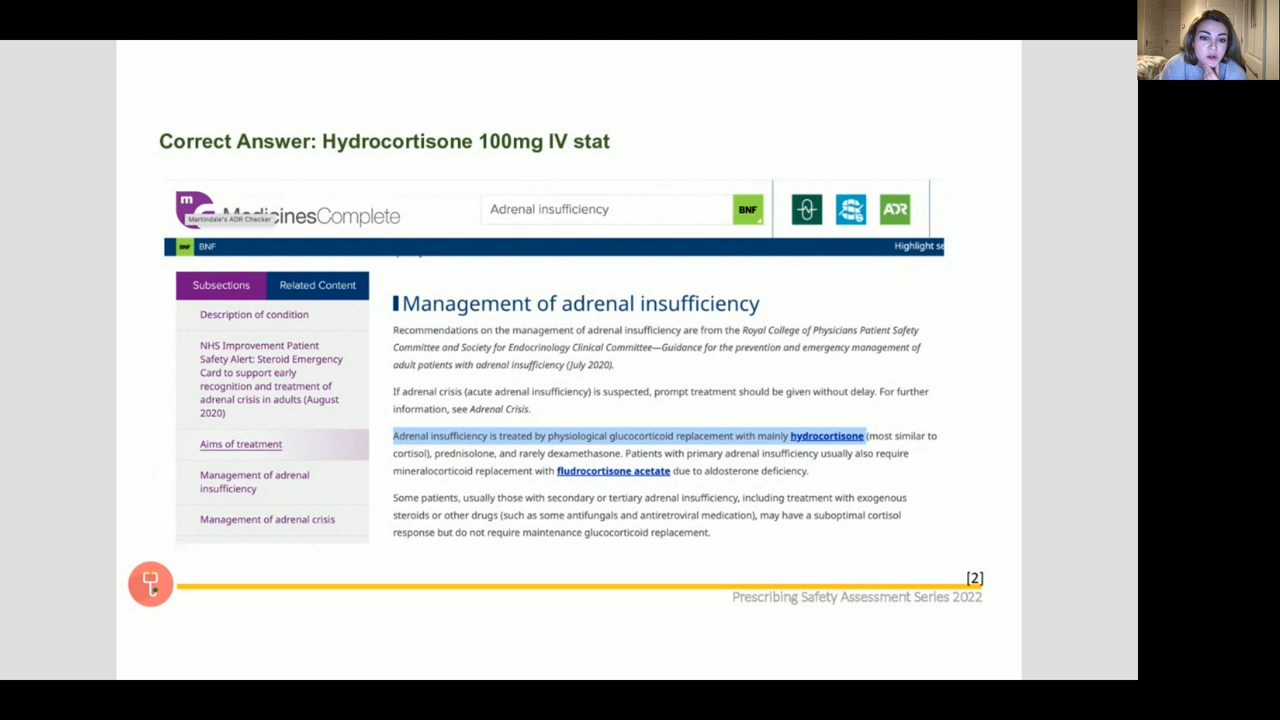 Correct Answer: Hydrocortisone 100mg IV stat
m
MedicinesComplete
Martindale's ADR Checker
Adrenal insufficiency
BNF
ADR
BNF BNF
Highlight se
Subsections
Related Content
Description of condition
NHS Improvement Patient
Safety Alert: Steroid Emergency
Card to support early
recognition and treatment of
adrenal crisis in adults (August
2020)
Aims of treatment
Management of adrenal
insufficiency
Management of adrenal crisis
Management of adrenal insufficiency
Recommendations on the management of adrenal insufficiency are from the Royal College of Physicians Patient Safety
Committee and Society for Endocrinology Clinical Committee—Guidance for the prevention and emergency management of
adult patients with adrenal insufficiency (July 2020).
If adrenal crisis (acute adrenal insufficiency) is suspected, prompt treatment should be given without delay. For further
information, see Adrenal Crisis.
Adrenal insufficiency is treated by physiological glucocorticoid replacement with mainly hydrocortisone (most similar to
cortisol), prednisolone, and rarely dexamethasone. Patients with primary adrenal insufficiency usually also require
mineralocorticoid replacement with fludrocortisone acetate due to aldosterone deficiency.
Some patients, usually those with secondary or tertiary adrenal insufficiency, including treatment with exogenous
steroids or other drugs (such as some antifungals and antiretroviral medication), may have a suboptimal cortisol
response but do not require maintenance glucocorticoid replacement.
[2]
Prescribing Safety Assessment Series 2022